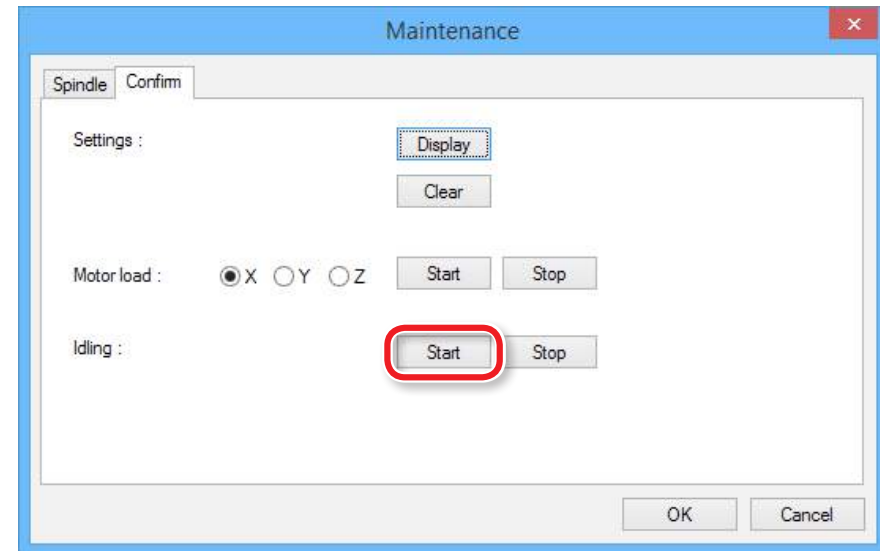 Maintenance
Spindle Confirm
Settings : Display
Clear
Motor load : X Y Z Start Stop
Idling : Start Stop
OK Cancel